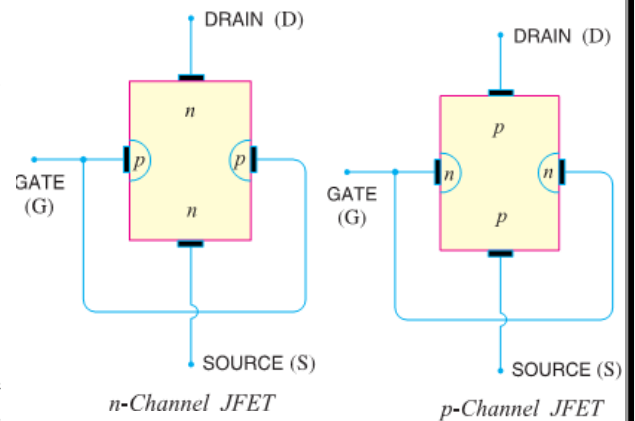 DRAIN (D)
n
p
p
GATE
(G)
n
SOURCE (S)
n-Channel JFET
DRAIN (D)
p
n
n
GATE
(G)
p
SOURCE (S)
p-Channel JFET